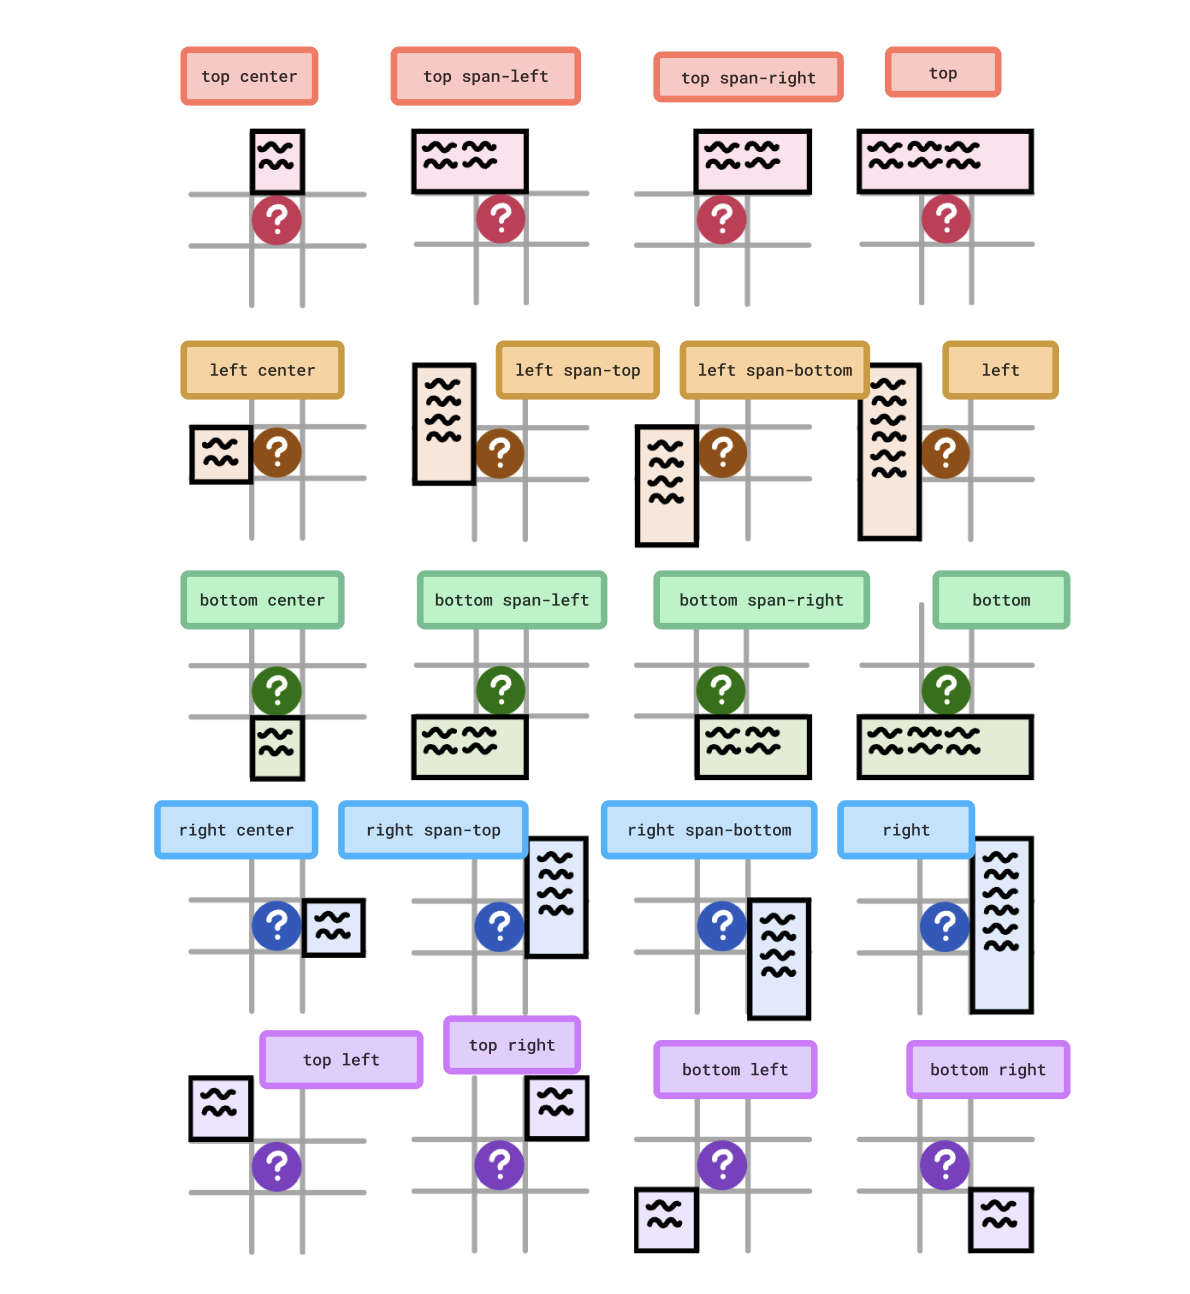 top center
top span-left
top span-right
top
?
?
?
?
left center
left span-top
left span-bottom
left
?
?
?
?
bottom center
bottom span-left
bottom span-right
bottom
?
?
?
?
right center
right span-top
right span-bottom
right
?
?
?
?
top left
top right
bottom left
bottom right
?
?
?
?